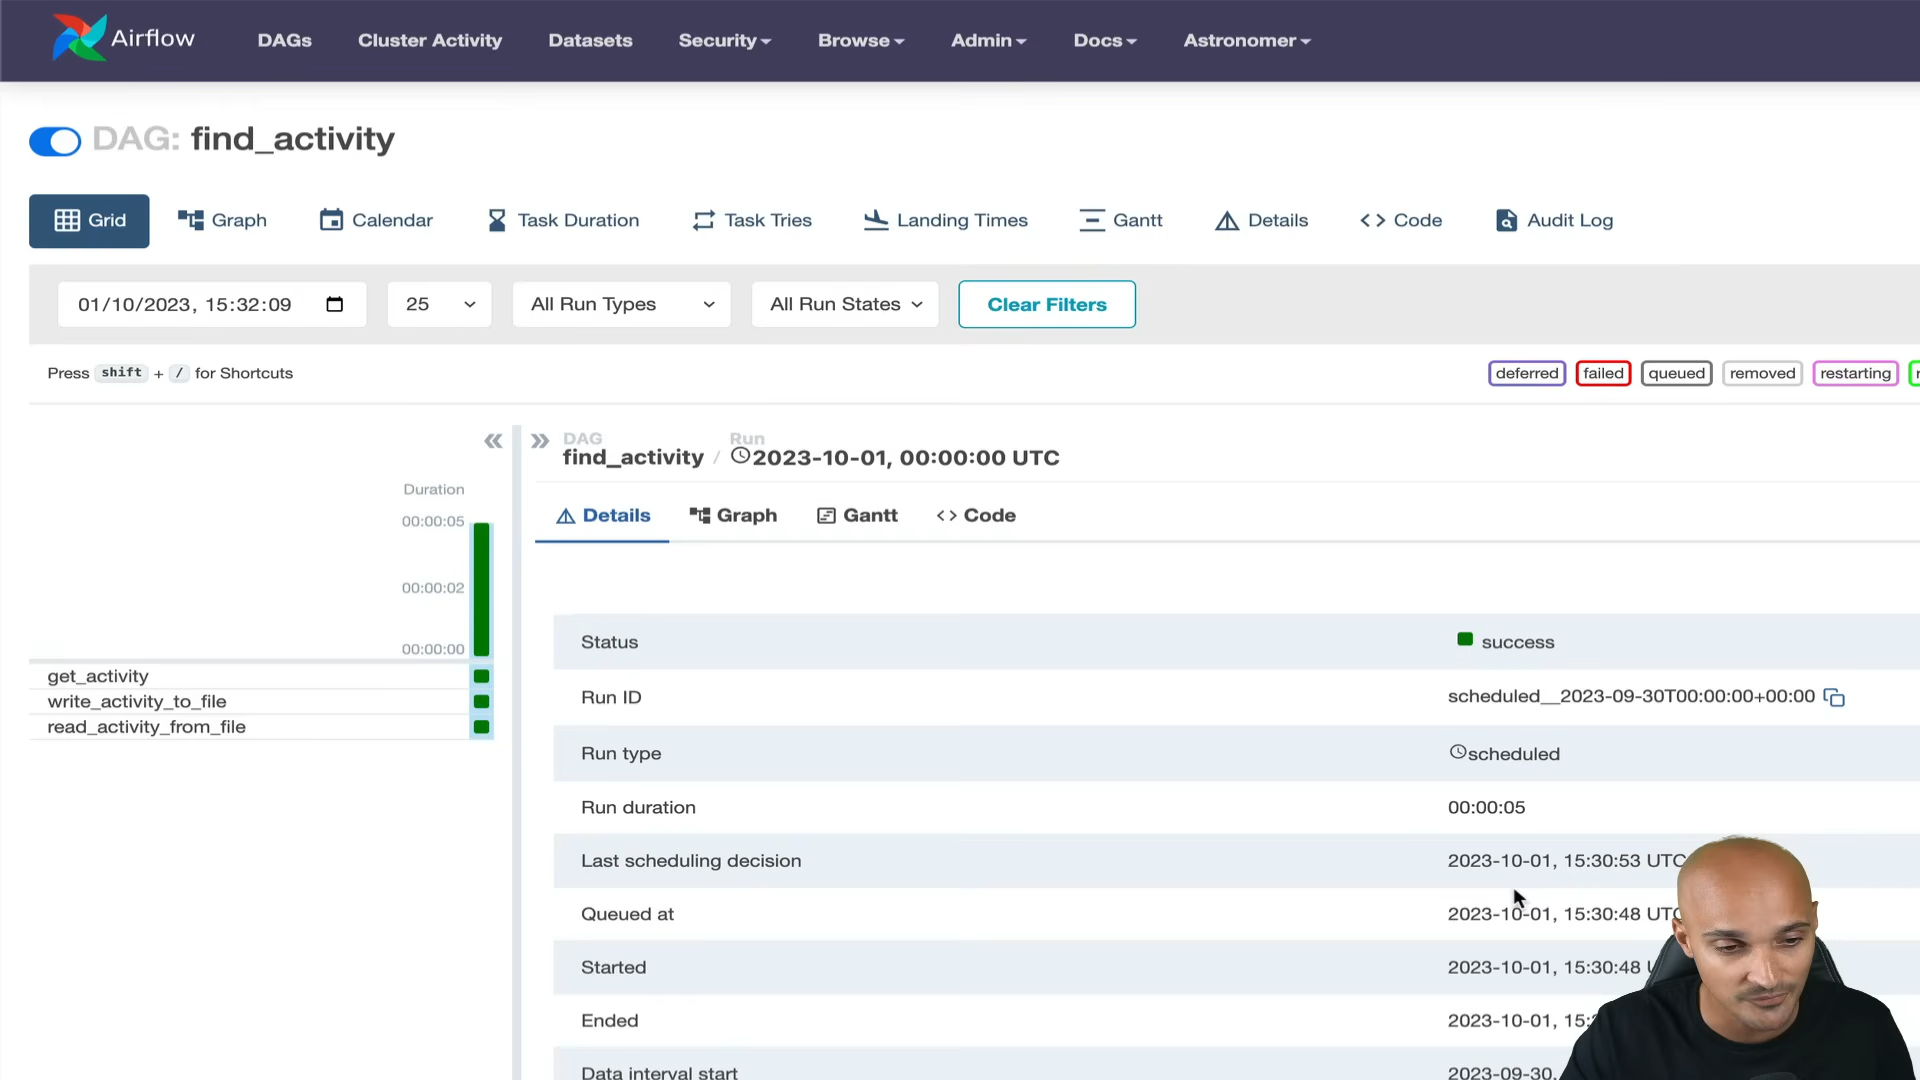 Airflow DAGs Cluster Activity Datasets Security Browse Admin Docs Astronomer
DAG: find_activity
Grid Graph Calendar Task Duration Task Tries Landing Times Gantt Details Code Audit Log
01/10/2023, 15:32:09 25 All Run Types All Run States Clear Filters
Press shift + / for Shortcuts deferred failed queued removed restarting
DAG Run
find_activity / 2023-10-01, 00:00:00 UTC
Duration
Details Graph Gantt Code
00:00:05
00:00:02
00:00:00
get_activity
write_activity_to_file
read_activity_from_file
Status success
Run ID scheduled__2023-09-30T00:00:00+00:00
Run type scheduled
Run duration 00:00:05
Last scheduling decision 2023-10-01, 15:30:53 UTC
Queued at 2023-10-01, 15:30:48 UTC
Started 2023-10-01, 15:30:48
Ended 2023-10-01,
Data interval start 2023-09-30,